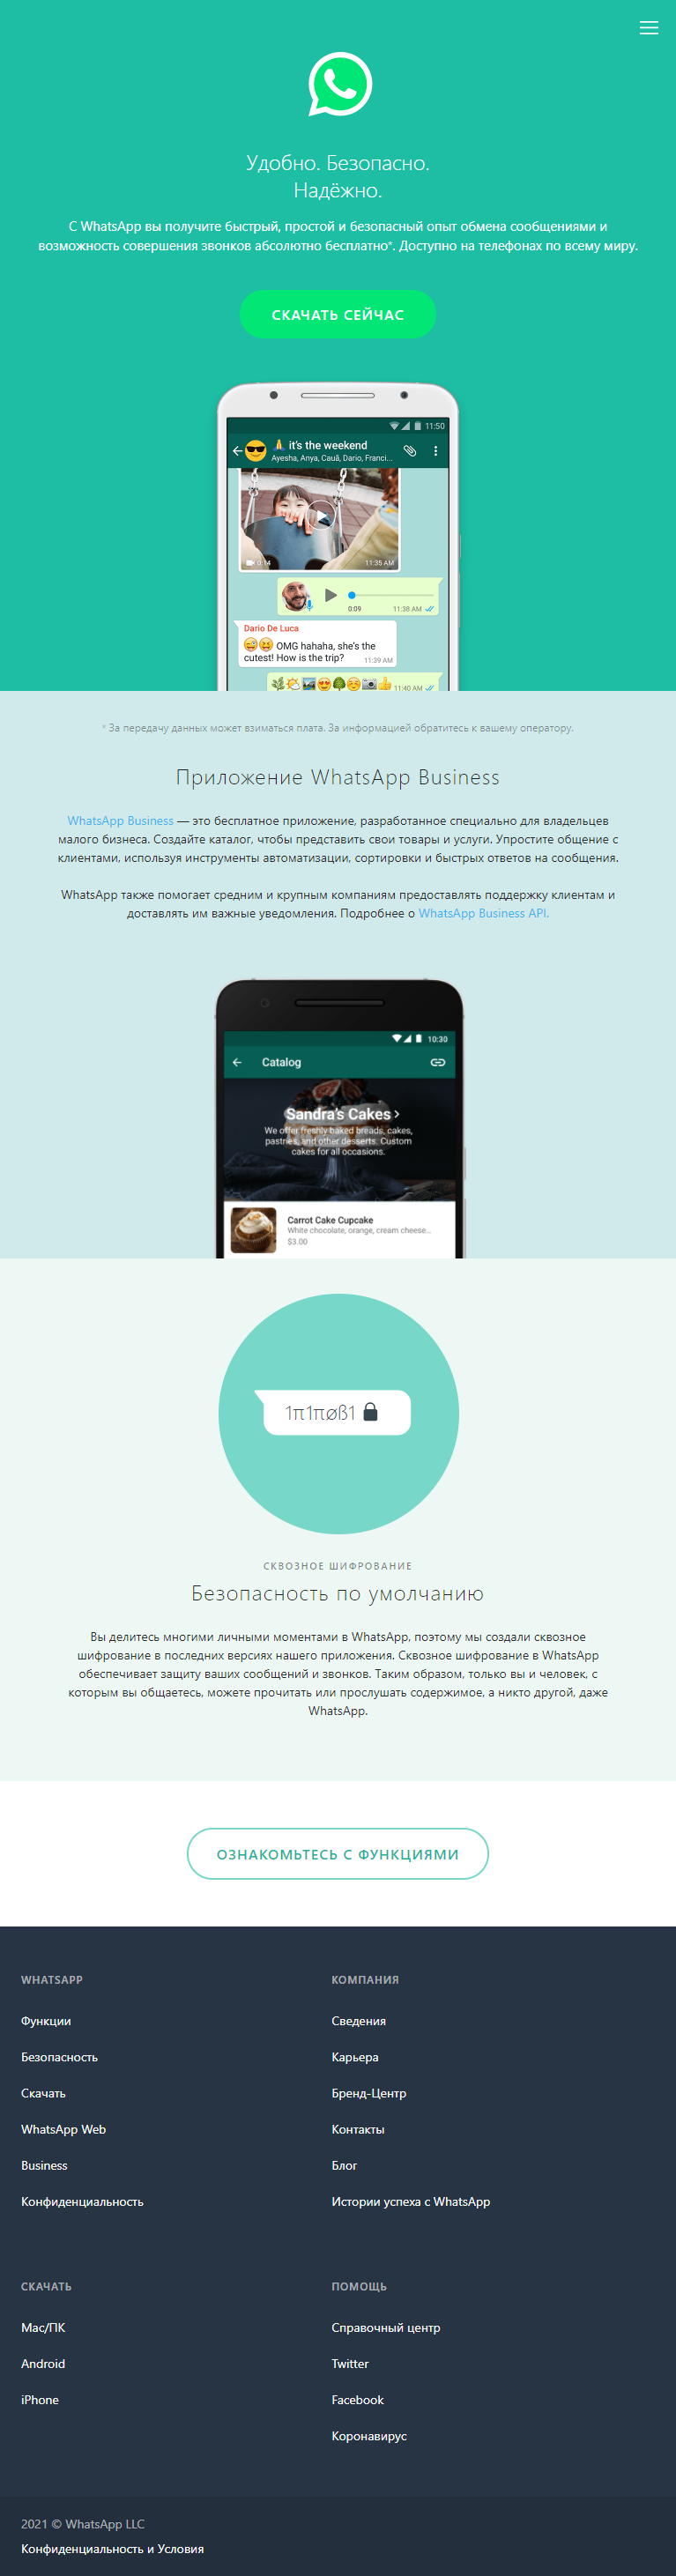 Удобно. Безопасно.
Надёжно.
С WhatsApp вы получите быстрый, простой и безопасный опыт обмена сообщениями и
возможность совершения звонков абсолютно бесплатно*. Доступно на телефонах по всему миру.
СКАЧАТЬ СЕЙЧАС
11:50
🙏 it's the weekend
Ayesha, Anya, Cauã, Dario, Franci...
0:14 11:35 AM
0:09 11:38 AM
Dario De Luca
😅😆 OMG hahaha, she's the
cutest! How is the trip?
11:39 AM
11:40 AM
* За передачу данных может взиматься плата. За информацией обратитесь к вашему оператору.
Приложение WhatsApp Business
WhatsApp Business — это бесплатное приложение, разработанное специально для владельцев
малого бизнеса. Создайте каталог, чтобы представить свои товары и услуги. Упростите общение с
клиентами, используя инструменты автоматизации, сортировки и быстрых ответов на сообщения.
WhatsApp также помогает средним и крупным компаниям предоставлять поддержку клиентам и
доставлять им важные уведомления. Подробнее о WhatsApp Business API.
10:30
Catalog
Sandra's Cakes >
We offer freshly baked breads, cakes,
pastries, and other desserts. Custom
cakes for all occasions.
Carrot Cake Cupcake
White chocolate, orange, cream cheese...
$3.00
1π1πøß1
СКВОЗНОЕ ШИФРОВАНИЕ
Безопасность по умолчанию
Вы делитесь многими личными моментами в WhatsApp, поэтому мы создали сквозное
шифрование в последних версиях нашего приложения. Сквозное шифрование в WhatsApp
обеспечивает защиту ваших сообщений и звонков. Таким образом, только вы и человек, с
которым вы общаетесь, можете прочитать или прослушать содержимое, а никто другой, даже
WhatsApp.
ОЗНАКОМЬТЕСЬ С ФУНКЦИЯМИ
WHATSAPP
Функции
Безопасность
Скачать
WhatsApp Web
Business
Конфиденциальность
КОМПАНИЯ
Сведения
Карьера
Бренд-Центр
Контакты
Блог
Истории успеха с WhatsApp
СКАЧАТЬ
Mac/ПК
Android
iPhone
ПОМОЩЬ
Справочный центр
Twitter
Facebook
Коронавирус
2021 © WhatsApp LLC
Конфиденциальность и Условия